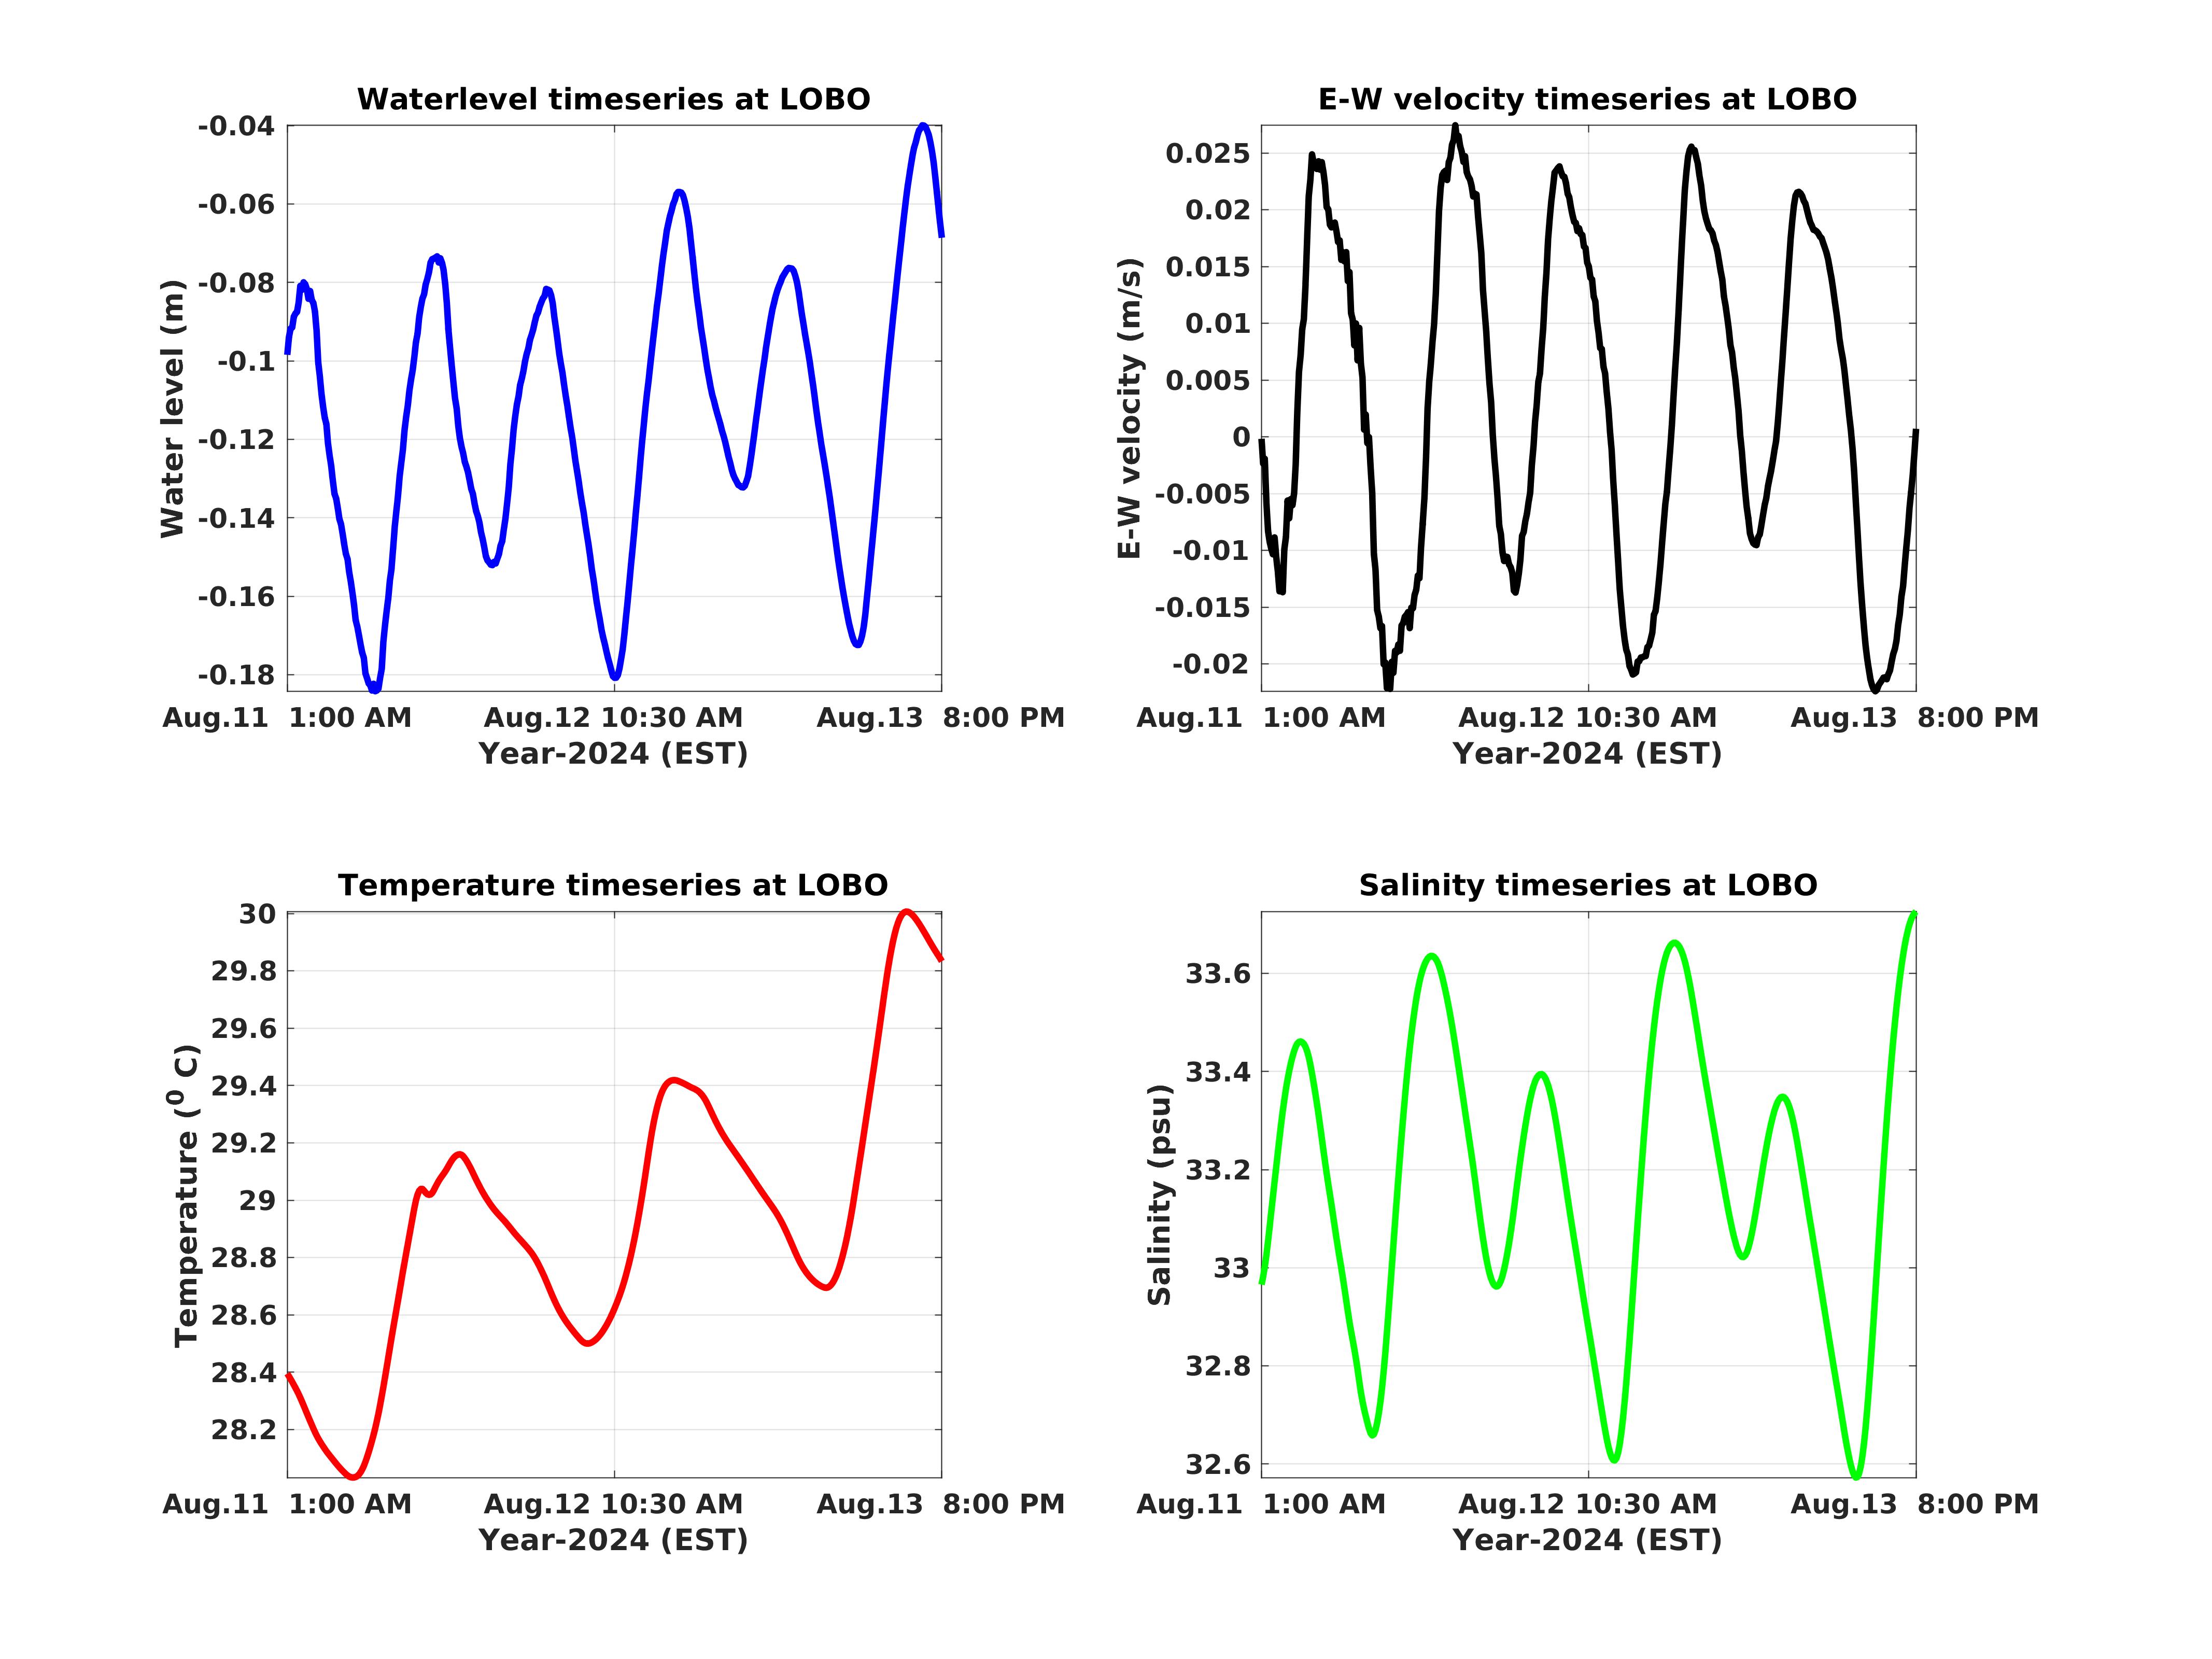 Waterlevel timeseries at LOBO
-0.04
-0.06
-0.08
-0.1
-0.12
-0.14
-0.16
-0.18
Water level (m)
Aug.11 1:00 AM Aug.12 10:30 AM Aug.13 8:00 PM
Year-2024 (EST)
E-W velocity timeseries at LOBO
0.025
0.02
0.015
0.01
0.005
0
-0.005
-0.01
-0.015
-0.02
E-W velocity (m/s)
Aug.11 1:00 AM Aug.12 10:30 AM Aug.13 8:00 PM
Year-2024 (EST)
Temperature timeseries at LOBO
30
29.8
29.6
29.4
29.2
29
28.8
28.6
28.4
28.2
Temperature (⁰ C)
Aug.11 1:00 AM Aug.12 10:30 AM Aug.13 8:00 PM
Year-2024 (EST)
Salinity timeseries at LOBO
33.6
33.4
33.2
33
32.8
32.6
Salinity (psu)
Aug.11 1:00 AM Aug.12 10:30 AM Aug.13 8:00 PM
Year-2024 (EST)